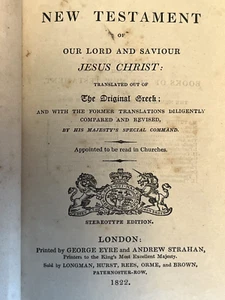 NEW TESTAMENT
OF
OUR LORD AND SAVIOUR
JESUS CHRIST:
TRANSLATED OUT OF
The Original Greek;
AND WITH THE FORMER TRANSLATIONS DILIGENTLY
COMPARED AND REVISED,
BY HIS MAJESTY'S SPECIAL COMMAND.
Appointed to be read in Churches.
STEREOTYPE EDITION.
LONDON:
Printed by GEORGE EYRE and ANDREW STRAHAN,
Printers to the King's Most Excellent Majesty.
Sold by LONGMAN, HURST, REES, ORME, and BROWN,
PATERNOSTER-ROW,
1822.